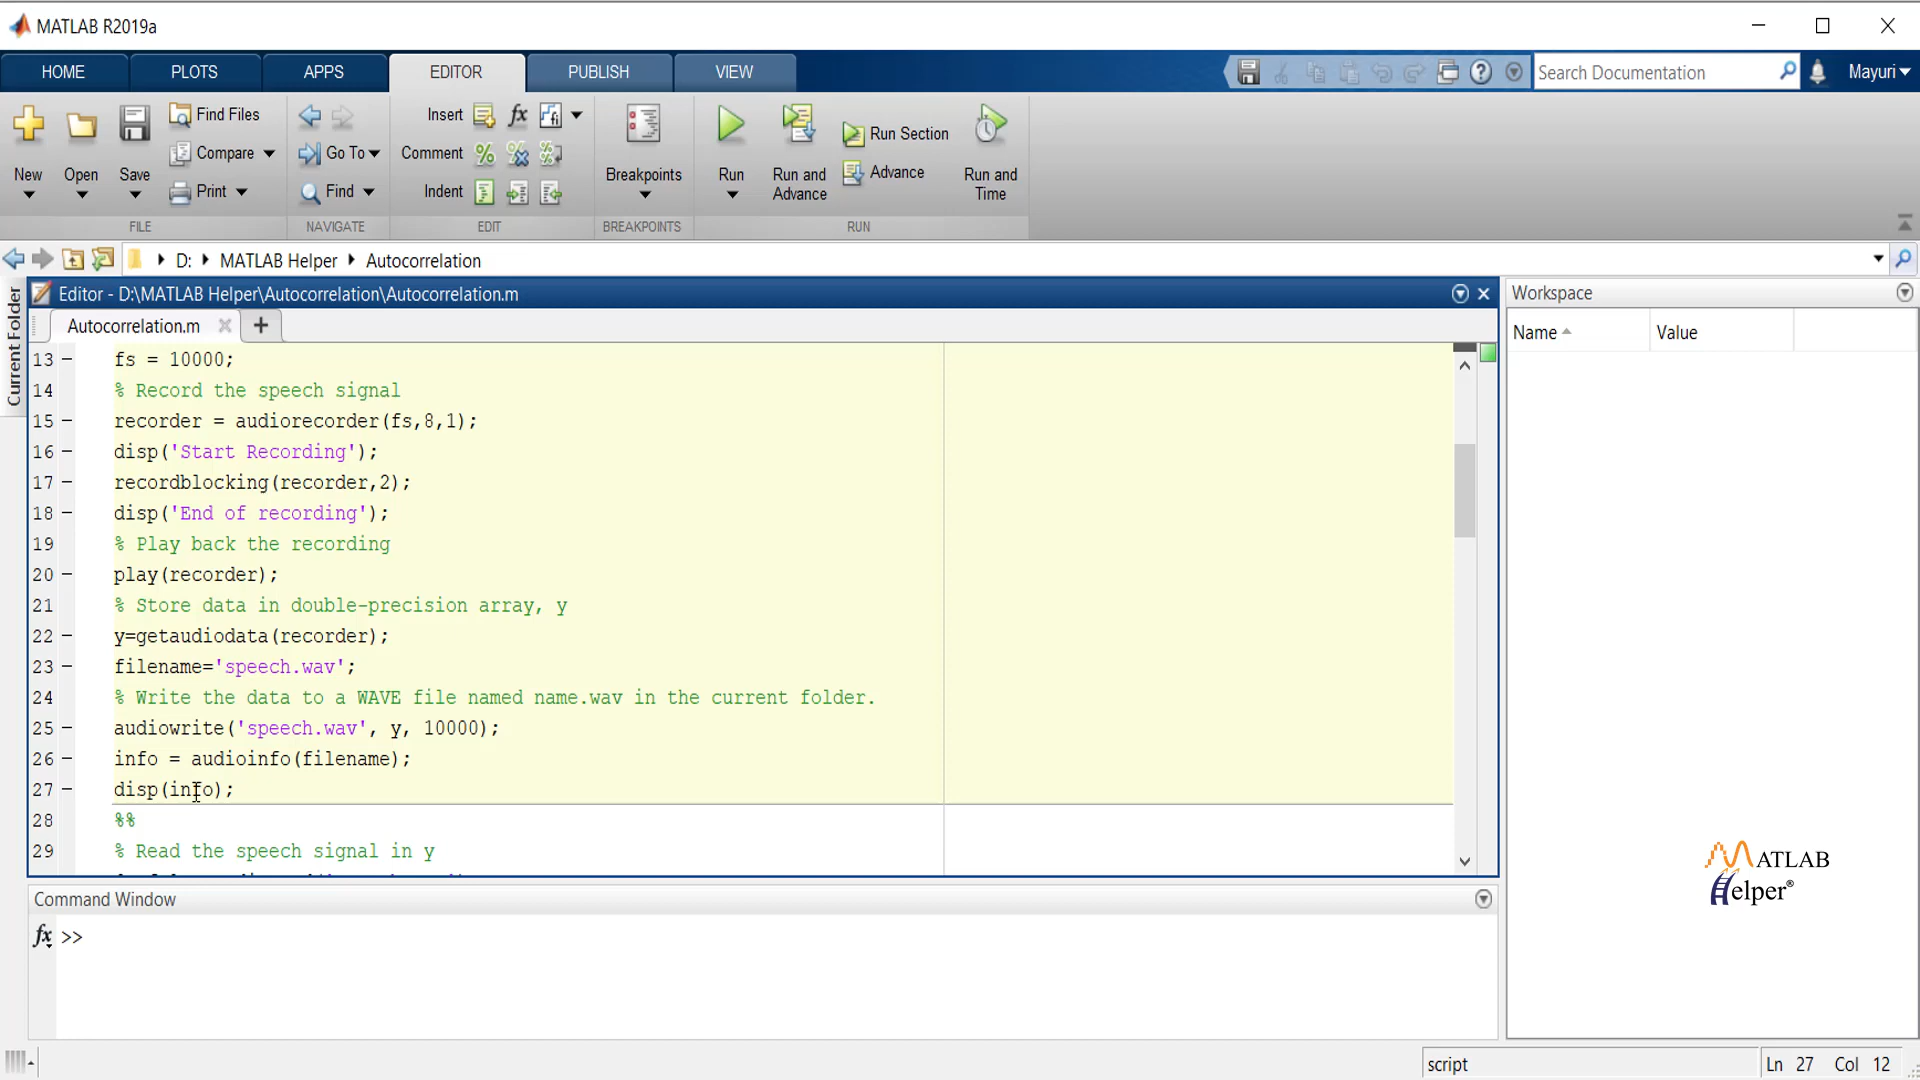 MATLAB R2019a
HOME PLOTS APPS EDITOR PUBLISH VIEW Search Documentation Mayuri
New Open Save Find Files Compare Print
Go To Find
Insert fx Comment Indent
Breakpoints
Run Run and Advance Run Section Advance Run and Time
FILE NAVIGATE EDIT BREAKPOINTS RUN
D: MATLAB Helper Autocorrelation
Current Folder
Editor - D:\MATLAB Helper\Autocorrelation\Autocorrelation.m
Autocorrelation.m
13 - fs = 10000;
14 % Record the speech signal
15 - recorder = audiorecorder(fs,8,1);
16 - disp('Start Recording');
17 - recordblocking(recorder,2);
18 - disp('End of recording');
19 % Play back the recording
20 - play(recorder);
21 % Store data in double-precision array, y
22 - y=getaudiodata(recorder);
23 - filename='speech.wav';
24 % Write the data to a WAVE file named name.wav in the current folder.
25 - audiowrite('speech.wav', y, 10000);
26 - info = audioinfo(filename);
27 - disp(info);
28 %%
29 % Read the speech signal in y
Workspace
Name Value
MATLAB
Helper®
Command Window
fx >>
script Ln 27 Col 12